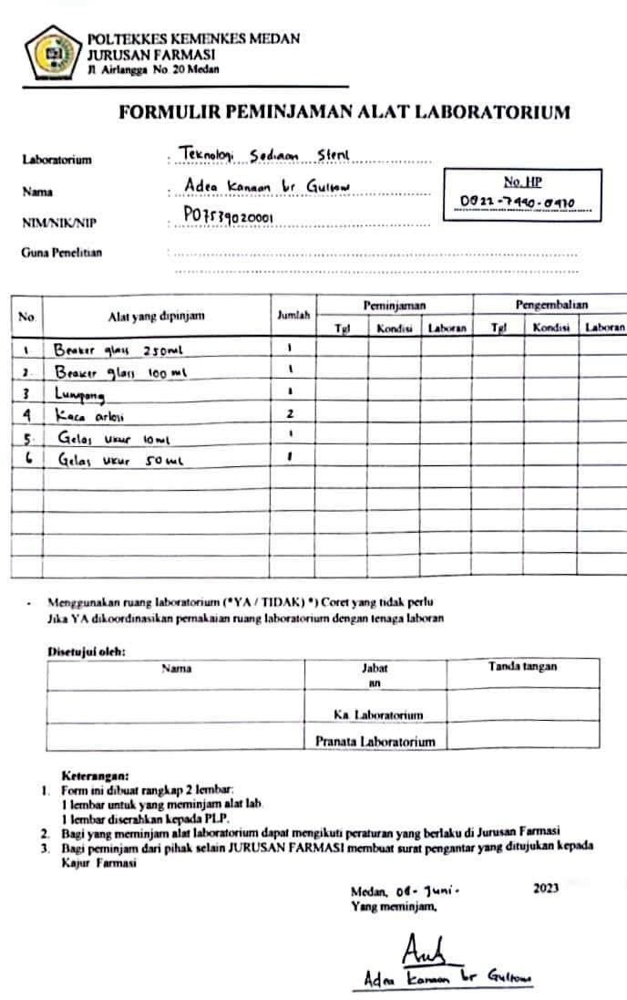 POLTEKKES KEMENKES MEDAN
JURUSAN FARMASI
Jl. Airlangga No. 20 Medan
FORMULIR PEMINJAMAN ALAT LABORATORIUM
Laboratorium : Teknologi Sediaan Steril
Nama : Adea Kanaan br Gultom
No. HP
NIM/NIK/NIP : P07539020001
Guna Penelitian :
No. Alat yang dipinjam Jumlah Peminjaman Pengembalian
Tgl Kondisi Laboran Tgl Kondisi Laboran
1. Beaker glass 250ml 1
2. Beaker glass 100 ml 1
3 Lumpang 1
4 Kaca arloji 2
5. Gelas ukur 10ml 1
6 Gelas ukur 50ml 1
- Menggunakan ruang laboratorium (*YA / TIDAK) *) Coret yang tidak perlu
Jika YA dikoordinasikan pemakaian ruang laboratorium dengan tenaga laboran
Disetujui oleh:
Nama Jabat Tanda tangan
an
Ka Laboratorium
Pranata Laboratorium
Keterangan:
1. Form ini dibuat rangkap 2 lembar:
1 lembar untuk yang meminjam alat lab.
1 lembar diserahkan kepada PLP.
2. Bagi yang meminjam alat laboratorium dapat mengikuti peraturan yang berlaku di Jurusan Farmasi
3. Bagi peminjam dari pihak selain JURUSAN FARMASI membuat surat pengantar yang ditujukan kepada
Kajur Farmasi
Medan, Juni - 2023
Yang meminjam,
Adea Kanaan br Gultom